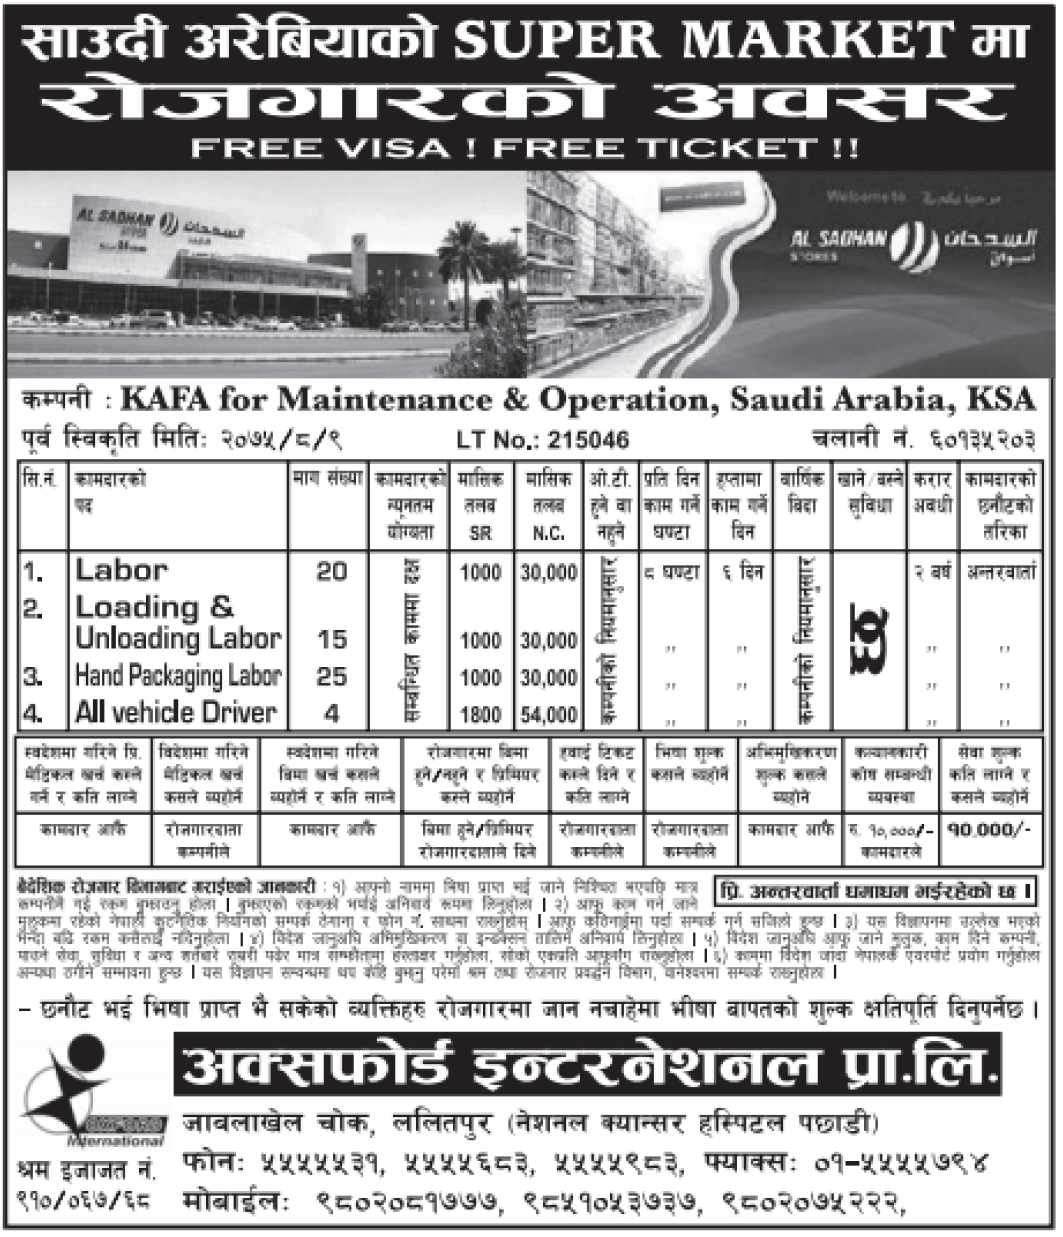 साउदी अरेबियाको SUPER MARKET मा
रोजगारको अवसर
FREE VISA ! FREE TICKET !!
AL SADHAN السدحان
Welcome to
AL SADHAN السدحان
STORES اسواق
कम्पनी : KAFA for Maintenance & Operation, Saudi Arabia, KSA
पूर्व स्विकृति मितिः २०७५/८/९ LT No.: 215046 चलानी नं. ६०१३५२०३
सि.नं. कामदारको पद माग संख्या कामदारको न्यूनतम योग्यता मासिक तलब SR मासिक तलब N.C. ओ.टी. हुने वा नहुने प्रति दिन काम गर्ने घण्टा हप्तामा काम गर्ने दिन वार्षिक विदा खाने/बस्ने सुविधा करार अवधी कामदारको छनौटको तरिका
1. Labor 20 सम्बन्धित काममा दक्ष 1000 30,000 कम्पनीको नियमानुसार ८ घण्टा ६ दिन कम्पनीको नियमानुसार फ्री २ बर्ष अन्तरवार्ता
2. Loading &
Unloading Labor 15 1000 30,000 ,, ,, ,, ,,
3. Hand Packaging Labor 25 1000 30,000 ,, ,, ,, ,,
4. All vehicle Driver 4 1800 54,000 ,, ,, ,, ,,
स्वदेशमा गरिने प्रि. मेडिकल खर्च कस्ले गर्ने र कति लाग्ने विदेशमा गरिने मेडिकल खर्च कसले व्यहोर्ने स्वदेशमा गरिने बिमा खर्च कसले व्यहोर्ने र कति लाग्ने रोजगारमा बिमा हुने/नहुने र प्रिमियर कस्ले व्यहोर्ने हवाई टिकट कस्ले दिने र कति लाग्ने भिषा शुल्क कसले व्यहोर्ने अभिमुखिकरण शुल्क कसले व्यहोने कल्यानकारी कोष सम्बन्धी व्यवस्था सेवा शुल्क कति लाग्ने र कसले व्यहोर्ने
कामदार आफै रोजगारदाता कम्पनीले कामदार आफै बिमा हुने/प्रिमियर रोजगारदाताले दिने रोजगारदाता कम्पनीले रोजगारदाता कम्पनीले कामदार आफै रु. १०,०००/- कामदारले १०,०००/-
बैदेशिक रोजगार बिभागबाट गराईएको जानकारी : १) आफ्नो नाममा भिषा प्राप्त भई जाने निश्चित भएपछि मात्र
प्रि. अन्तरवार्ता धमाधम भईरहेको छ ।
कम्पनीमै गई रकम बुझाउनु होला । बुझाएको रकमको भर्पाई अनिवार्य रूपमा लिनुहोला । २) आफू काम गर्न जाने
मुलुकमा रहेको नेपाली कुटनैतिक नियोगको सम्पर्क ठेगाना र फोन नं. साथमा राख्नुहोस् । आफू कठिनाईमा पर्दा सम्पर्क गर्न सजिलो हुन्छ । ३) यस विज्ञापनमा उल्लेख भएको
भन्दा बढि रकम कसैलाई नदिनुहोला । ४) विदेश जानुअघि अभिमुखिकरण वा इन्डक्सन तालिम अनिवार्य लिनुहोला । ५) विदेश जानुअघि आफू जाने मुलुक, काम दिने कम्पनी,
पाउने सेवा, सुविधा र अन्य शर्तबारे राम्ररी पढेर मात्र सम्झौतामा हस्ताक्षर गर्नुहोला, सोको एकप्रति आफूसँग राख्नुहोला । ६) काममा विदेश जाँदा नेपालकै एयरपोर्ट प्रयोग गर्नुहोला
अन्यथा ठगीने सम्भावना हुन्छ । यस विज्ञापन सम्वन्धमा थप केहि बुझ्नु परेमा श्रम तथा रोजगार प्रवर्द्धन विभाग, वानेश्वरमा सम्पर्क राख्नुहोला ।
– छनौट भई भिषा प्राप्त भै सकेको व्यक्तिहरु रोजगारमा जान नचाहेमा भीषा बापतको शुल्क क्षतिपूर्ति दिनुपर्नेछ ।
अक्सफोर्ड इन्टरनेशनल प्रा.लि.
International
जावलाखेल चोक, ललितपुर (नेशनल क्यान्सर हस्पिटल पछाडी)
श्रम इजाजत नं.
९१०/०६७/६८
फोनः ५५५५५३१, ५५५५६८३, ५५५५९८३, फ्याक्सः ०१-५५५५७९४
मोबाईलः ९८०२०८१७७७, ९८५१०५३७३७, ९८०२०७५२२२,